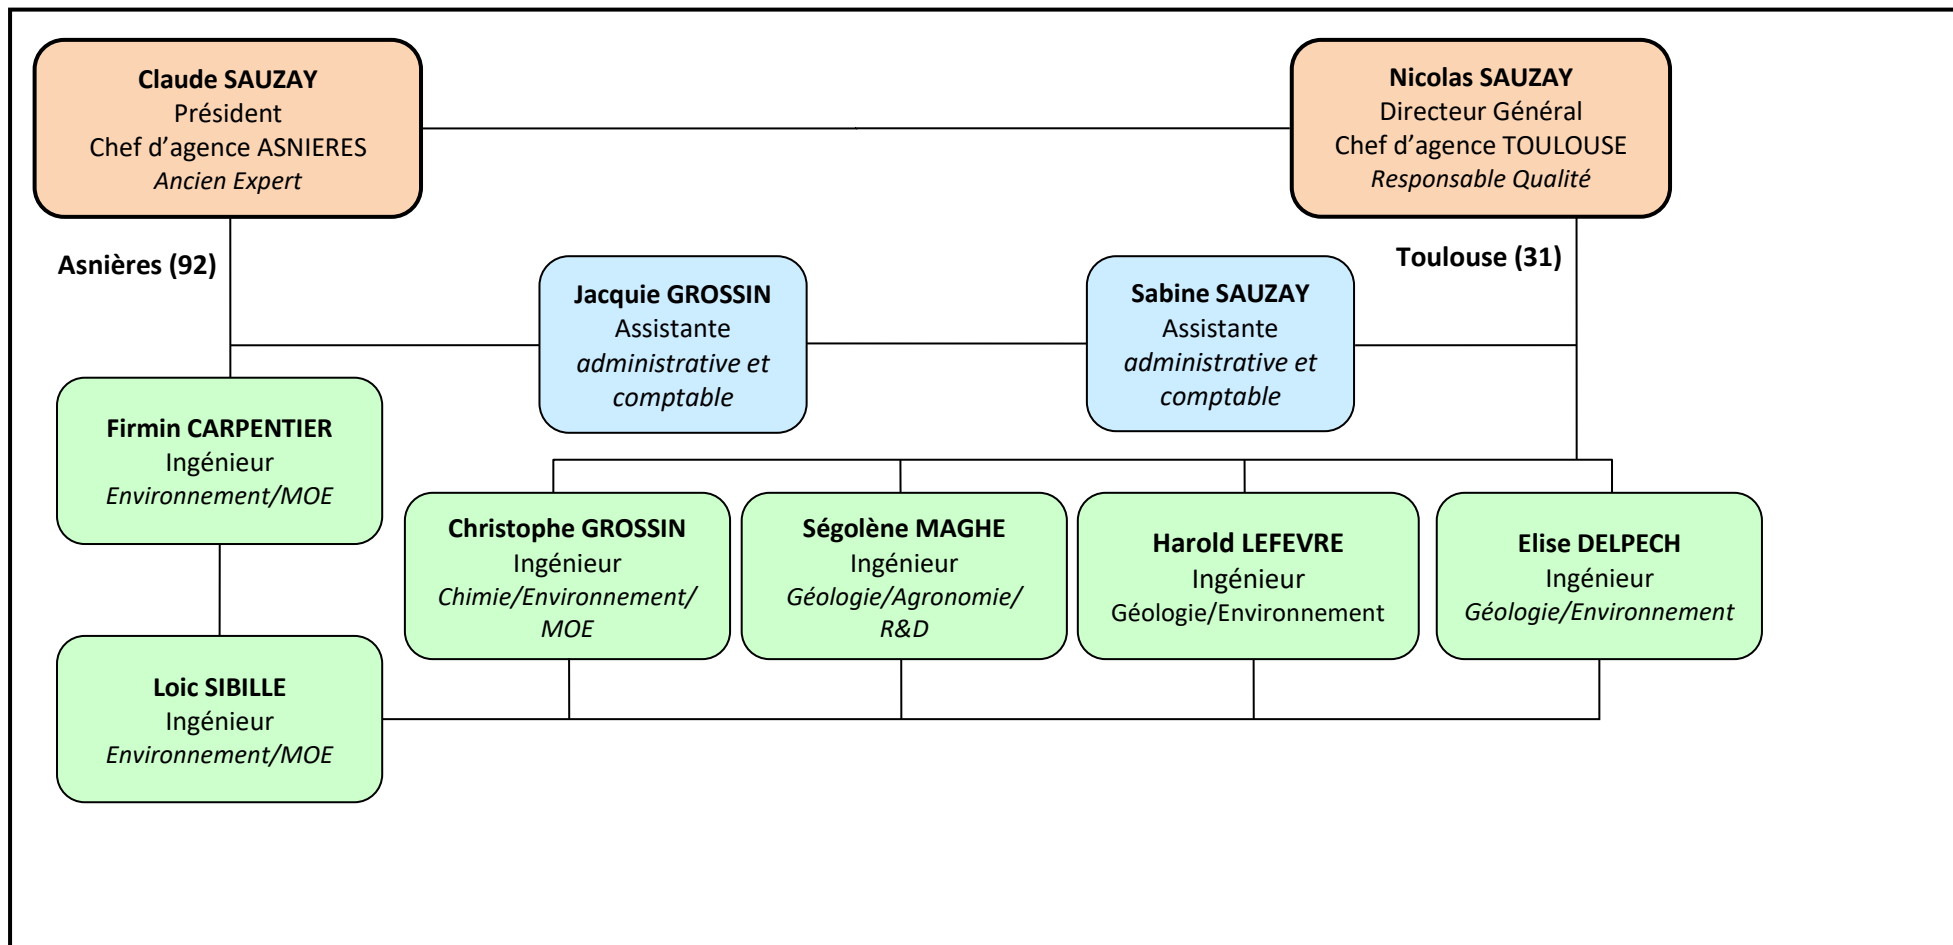 Claude SAUZAY
Président
Chef d’agence ASNIERES
Ancien Expert
Nicolas SAUZAY
Directeur Général
Chef d’agence TOULOUSE
Responsable Qualité
Asnières (92)
Toulouse (31)
Jacquie GROSSIN
Assistante
administrative et
comptable
Sabine SAUZAY
Assistante
administrative et
comptable
Firmin CARPENTIER
Ingénieur
Environnement/MOE
Christophe GROSSIN
Ingénieur
Chimie/Environnement/
MOE
Ségolène MAGHE
Ingénieur
Géologie/Agronomie/
R&D
Harold LEFEVRE
Ingénieur
Géologie/Environnement
Elise DELPECH
Ingénieur
Géologie/Environnement
Loic SIBILLE
Ingénieur
Environnement/MOE